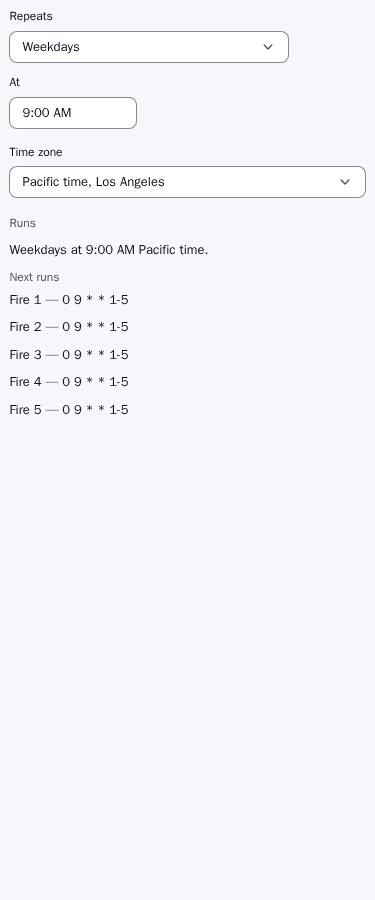 Repeats
Weekdays
At
9:00 AM
Time zone
Pacific time, Los Angeles
Runs
Weekdays at 9:00 AM Pacific time.
Next runs
Fire 1 — 0 9 * * 1-5
Fire 2 — 0 9 * * 1-5
Fire 3 — 0 9 * * 1-5
Fire 4 — 0 9 * * 1-5
Fire 5 — 0 9 * * 1-5